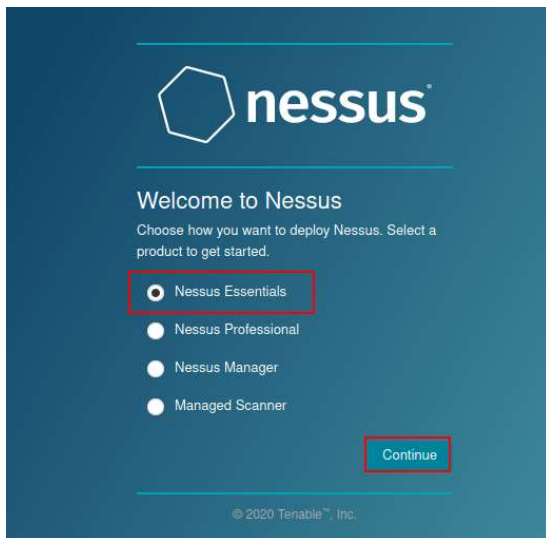 nessus®
Welcome to Nessus
Choose how you want to deploy Nessus. Select a
product to get started.
Nessus Essentials
Nessus Professional
Nessus Manager
Managed Scanner
Continue
© 2020 Tenable™, Inc.